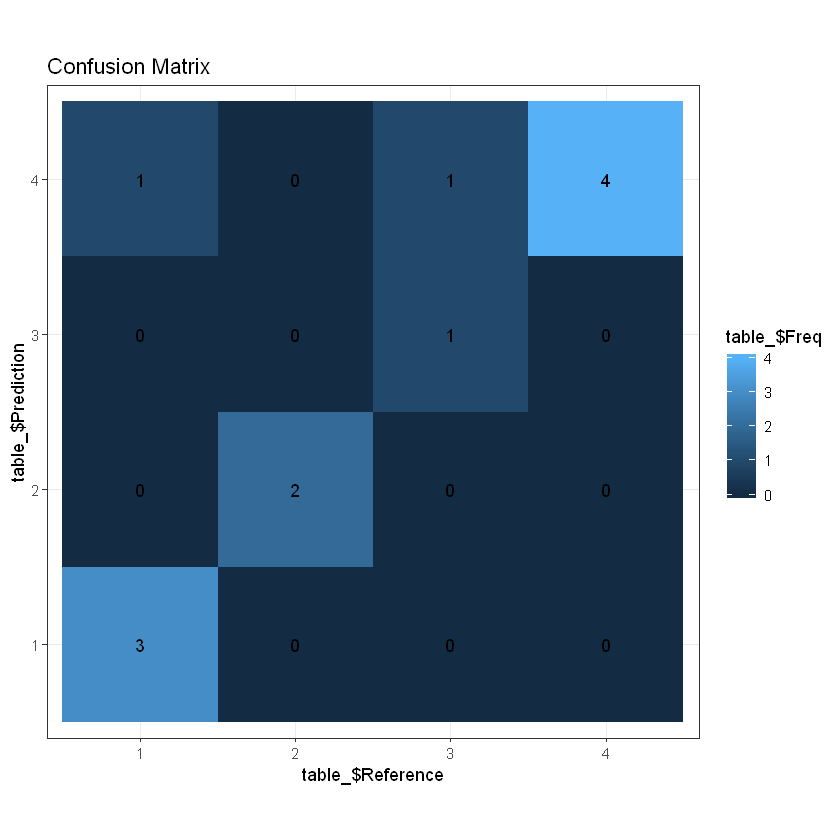 Confusion Matrix
table_$Prediction
4
1 0 1 4
3
0 0 1 0
2
0 2 0 0
1
3 0 0 0
1 2 3 4
table_$Reference
table_$Freq
4
3
2
1
0